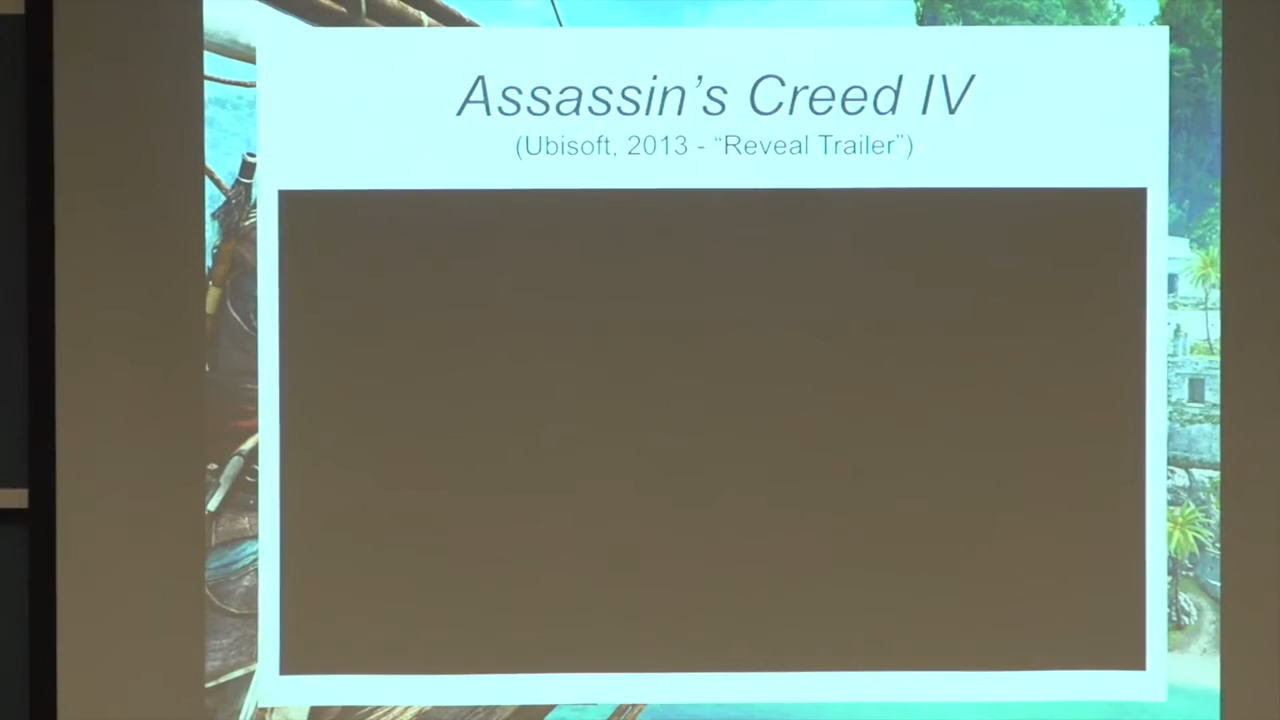 Assassin’s Creed IV
(Ubisoft, 2013 - “Reveal Trailer”)